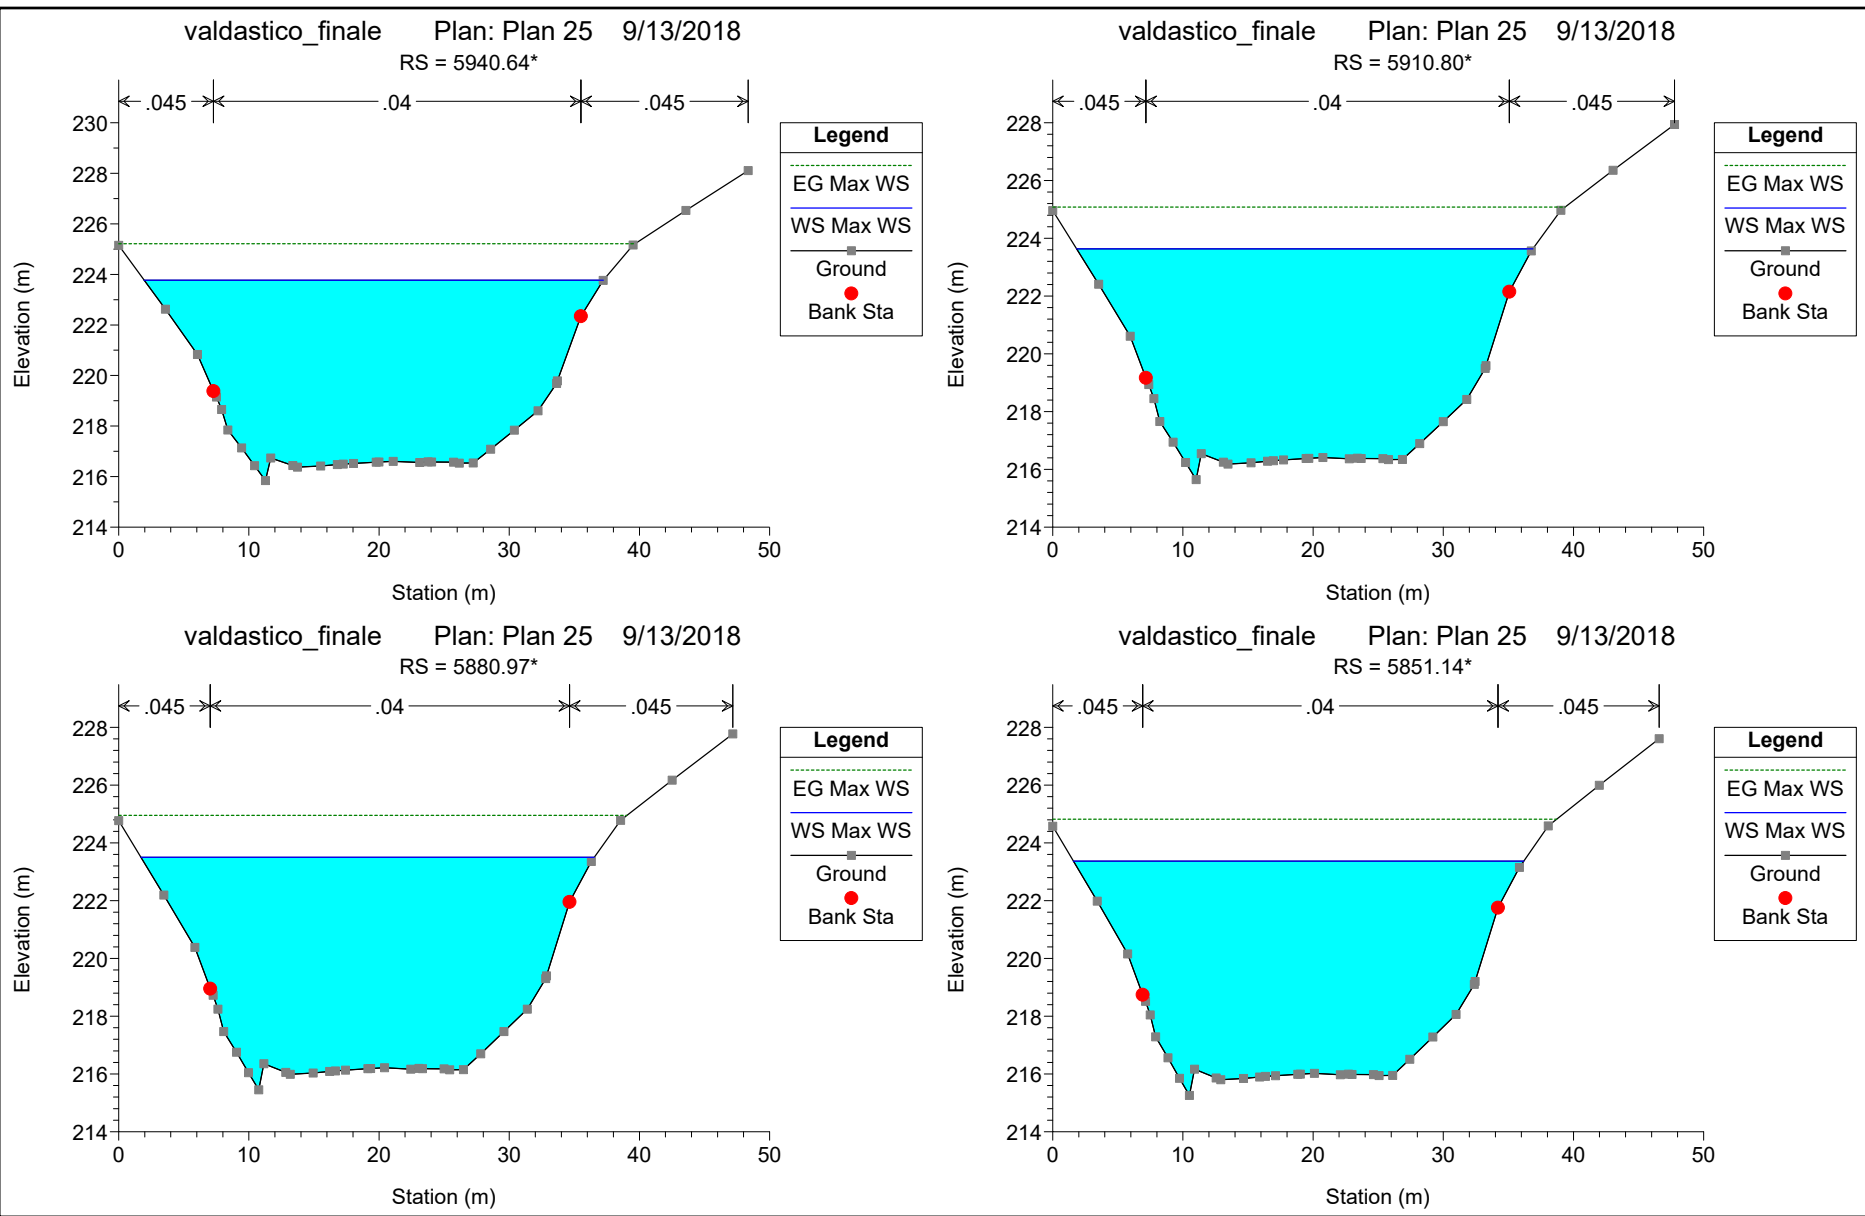 valdastico_finale Plan: Plan 25 9/13/2018
RS = 5940.64*
.045 .04 .045
230
228
226
224
222
220
218
216
214
0 10 20 30 40 50
Elevation (m)
Station (m)
Legend
EG Max WS
WS Max WS
Ground
Bank Sta
valdastico_finale Plan: Plan 25 9/13/2018
RS = 5910.80*
.045 .04 .045
228
226
224
222
220
218
216
214
0 10 20 30 40 50
Elevation (m)
Station (m)
Legend
EG Max WS
WS Max WS
Ground
Bank Sta
valdastico_finale Plan: Plan 25 9/13/2018
RS = 5880.97*
.045 .04 .045
228
226
224
222
220
218
216
214
0 10 20 30 40 50
Elevation (m)
Station (m)
Legend
EG Max WS
WS Max WS
Ground
Bank Sta
valdastico_finale Plan: Plan 25 9/13/2018
RS = 5851.14*
.045 .04 .045
228
226
224
222
220
218
216
214
0 10 20 30 40 50
Elevation (m)
Station (m)
Legend
EG Max WS
WS Max WS
Ground
Bank Sta